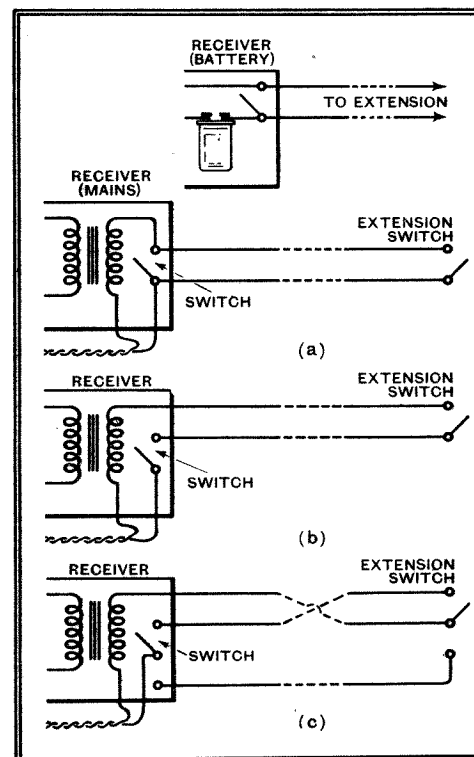 RECEIVER
(BATTERY)
TO EXTENSION
RECEIVER
(MAINS)
EXTENSION
SWITCH
SWITCH
(a)
RECEIVER
EXTENSION
SWITCH
SWITCH
(b)
RECEIVER
EXTENSION
SWITCH
SWITCH
(c)